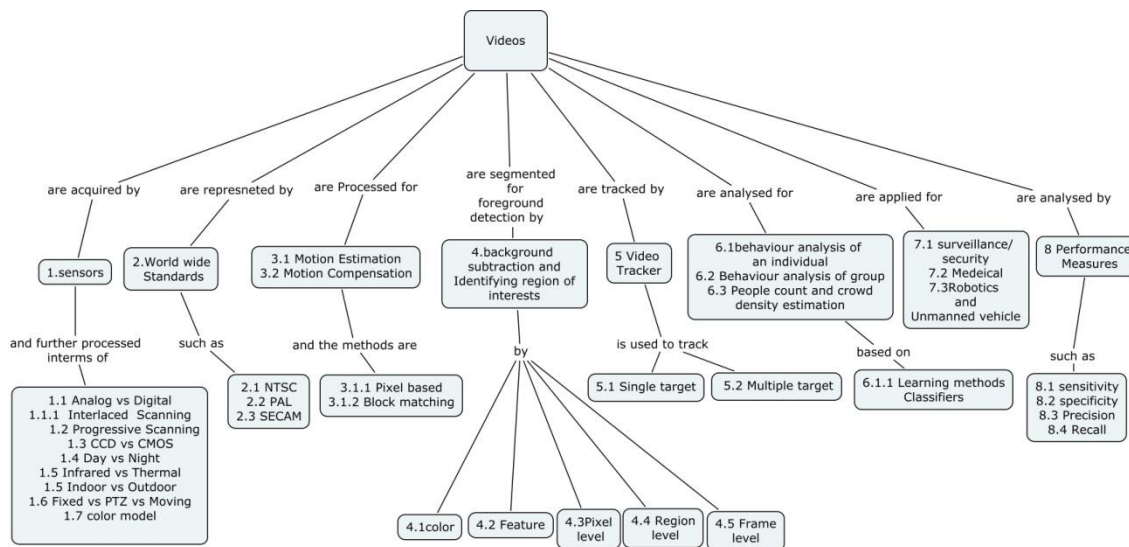 Videos
are acquired by
are represneted by
are Processed for
are segmented
for
foreground
detection by
are tracked by
are analysed for
are applied for
are analysed by
1.sensors
2.World wide
Standards
3.1 Motion Estimation
3.2 Motion Compensation
4.background
subtraction and
Identifying region of
interests
5 Video
Tracker
6.1behaviour analysis of
an individual
6.2 Behaviour analysis of group
6.3 People count and crowd
density estimation
7.1 surveillance/
security
7.2 Medeical
7.3Robotics
and
Unmanned vehicle
8 Performance
Measures
and further processed
interms of
such as
and the methods are
by
is used to track
based on
such as
1.1 Analog vs Digital
1.1.1 Interlaced Scanning
1.2 Progressive Scanning
1.3 CCD vs CMOS
1.4 Day vs Night
1.5 Infrared vs Thermal
1.5 Indoor vs Outdoor
1.6 Fixed vs PTZ vs Moving
1.7 color model
2.1 NTSC
2.2 PAL
2.3 SECAM
3.1.1 Pixel based
3.1.2 Block matching
5.1 Single target
5.2 Multiple target
6.1.1 Learning methods
Classifiers
8.1 sensitivity
8.2 specificity
8.3 Precision
8.4 Recall
4.1color
4.2 Feature
4.3Pixel
level
4.4 Region
level
4.5 Frame
level